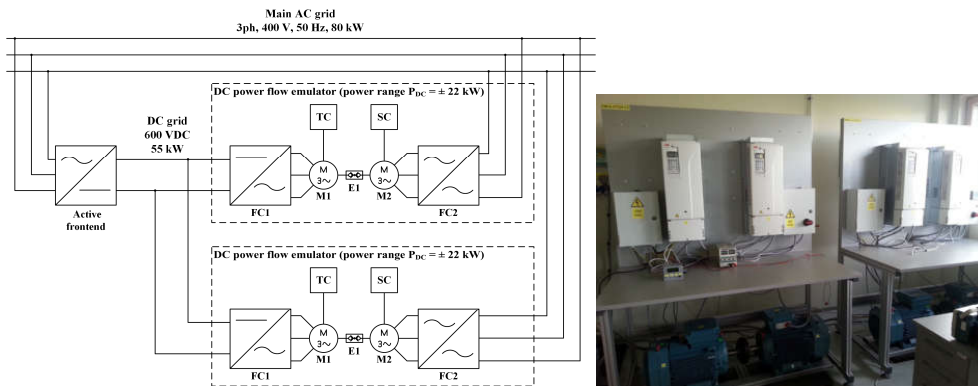 Main AC grid
3ph, 400 V, 50 Hz, 80 kW
DC power flow emulator (power range PDC = ± 22 kW)
TC
SC
DC grid
600 VDC
55 kW
M
3~
M
3~
E1
M1
M2
FC1
FC2
Active
frontend
DC power flow emulator (power range PDC = ± 22 kW)
TC
SC
M
3~
M
3~
E1
M1
M2
FC1
FC2